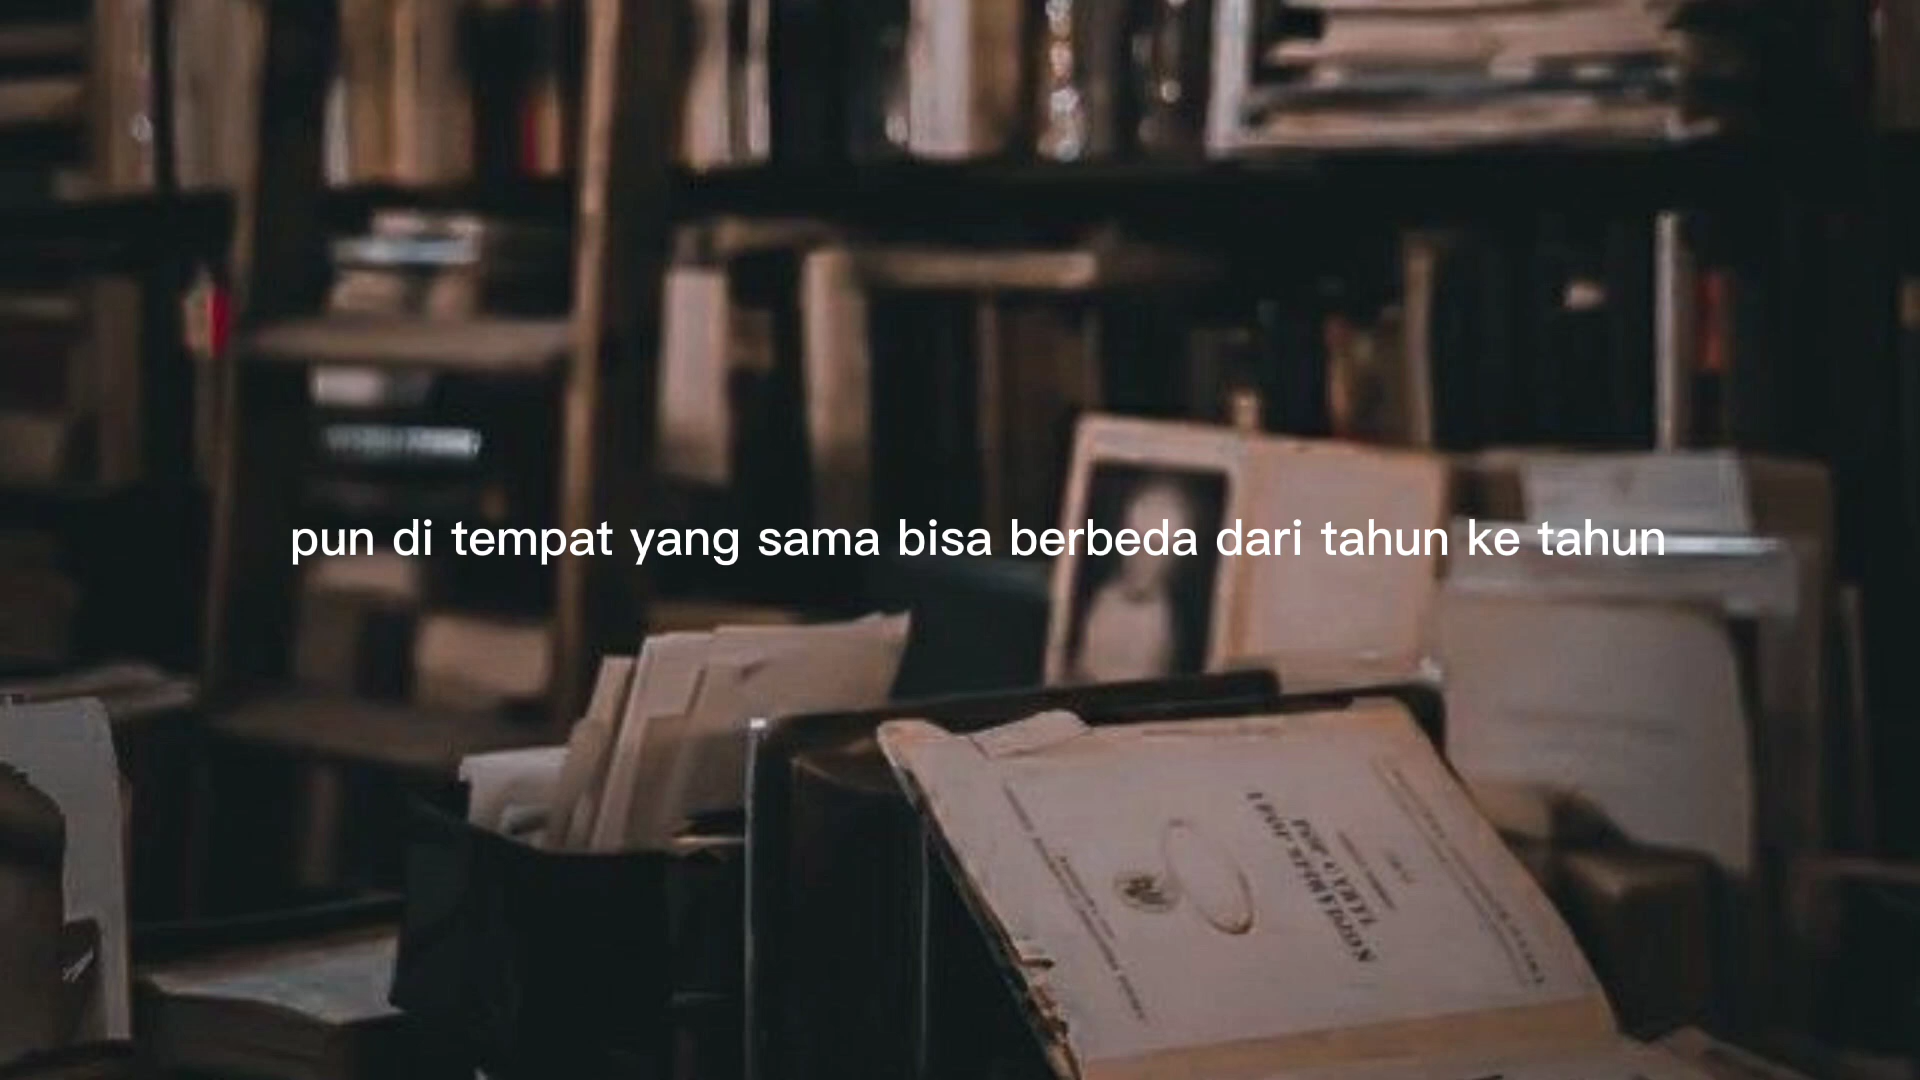 pun di tempat yang sama bisa berbeda dari tahun ke tahun